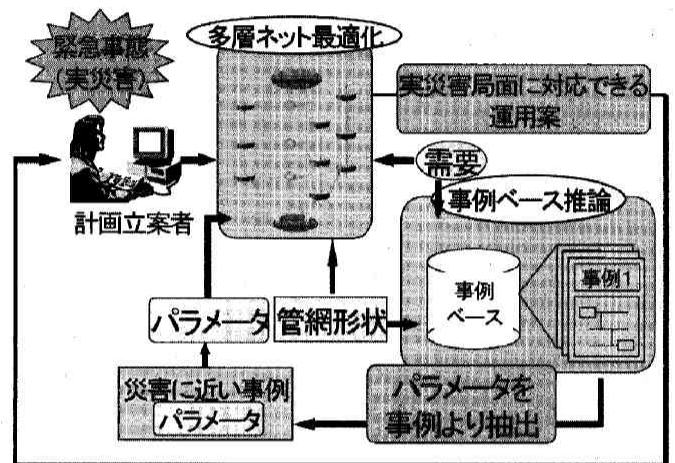 緊急事態
(実災害)
多層ネット最適化
実災害局面に対応できる
運用案
計画立案者
需要
事例ベース推論
事例
ベース
事例1
パラメータ
管網形状
災害に近い事例
パラメータ
パラメータを
事例より抽出